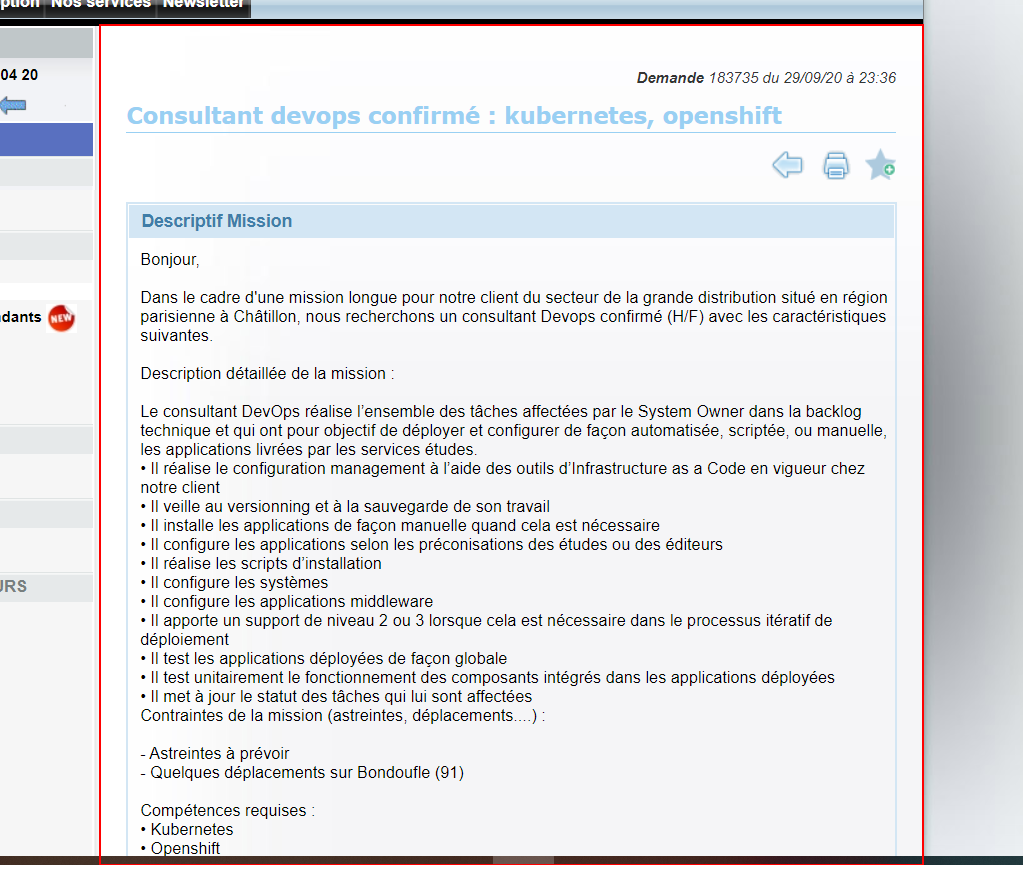 ption Nos services Newsletter
04 20
dants NEW
URS
Demande 183735 du 29/09/20 à 23:36
Consultant devops confirmé : kubernetes, openshift
Descriptif Mission
Bonjour,
Dans le cadre d'une mission longue pour notre client du secteur de la grande distribution situé en région
parisienne à Châtillon, nous recherchons un consultant Devops confirmé (H/F) avec les caractéristiques
suivantes.
Description détaillée de la mission :
Le consultant DevOps réalise l’ensemble des tâches affectées par le System Owner dans la backlog
technique et qui ont pour objectif de déployer et configurer de façon automatisée, scriptée, ou manuelle,
les applications livrées par les services études.
• Il réalise le configuration management à l’aide des outils d’Infrastructure as a Code en vigueur chez
notre client
• Il veille au versionning et à la sauvegarde de son travail
• Il installe les applications de façon manuelle quand cela est nécessaire
• Il configure les applications selon les préconisations des études ou des éditeurs
• Il réalise les scripts d’installation
• Il configure les systèmes
• Il configure les applications middleware
• Il apporte un support de niveau 2 ou 3 lorsque cela est nécessaire dans le processus itératif de
déploiement
• Il test les applications déployées de façon globale
• Il test unitairement le fonctionnement des composants intégrés dans les applications déployées
• Il met à jour le statut des tâches qui lui sont affectées
Contraintes de la mission (astreintes, déplacements....) :
- Astreintes à prévoir
- Quelques déplacements sur Bondoufle (91)
Compétences requises :
• Kubernetes
• Openshift